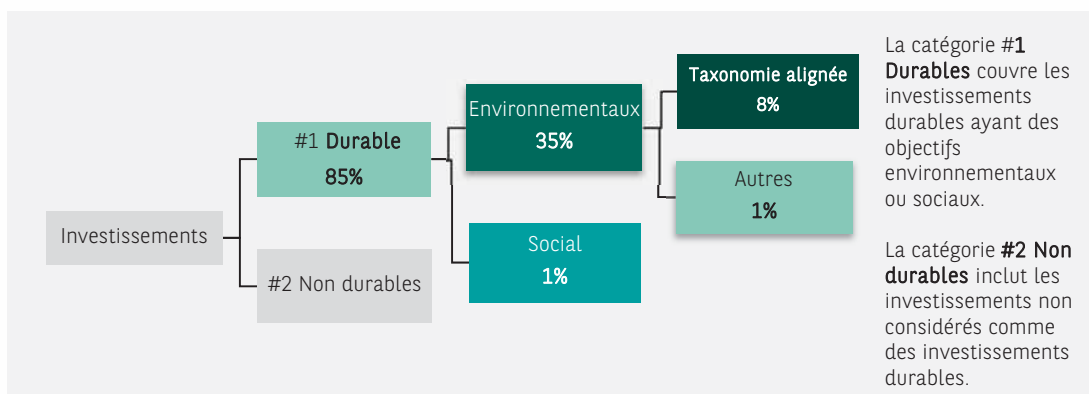 Investissements
#1 Durable
85%
#2 Non durables
Environnementaux
35%
Social
1%
Taxonomie alignée
8%
Autres
1%
La catégorie #1
Durables couvre les
investissements
durables ayant des
objectifs
environnementaux
ou sociaux.
La catégorie #2 Non
durables inclut les
investissements non
considérés comme
des investissements
durables.